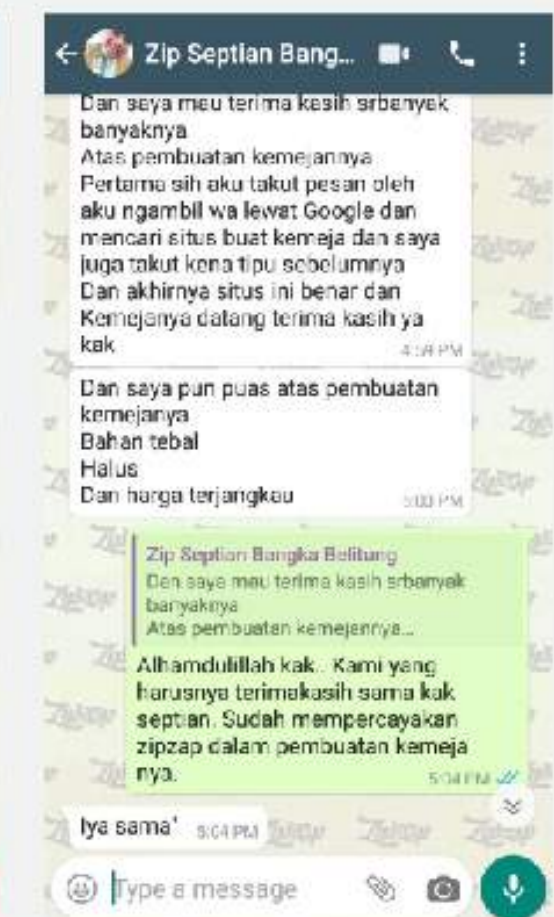 Zip Septian Bang...
Dan saya mau terima kasih srbanyak
banyaknya
Atas pembuatan kemejannya
Pertama sih aku takut pesan oleh
aku ngambil wa lewat Google dan
mencari situs buat kemeja dan saya
juga takut kena tipu sebelumnya
Dan akhirnya situs ini benar dan
Kemejanya datang terima kasih ya
kak
4:59 PM
Dan saya pun puas atas pembuatan
kemejanya
Bahan tebal
Halus
Dan harga terjangkau
5:03 PM
Zip Septian Bangka Belitung
Dan saya mau terima kasih srbanyak
banyaknya
Atas pembuatan kemejannya...
Alhamdulillah kak.. Kami yang
harusnya terimakasih sama kak
septian. Sudah mempercayakan
zipzap dalam pembuatan kemeja
nya.
5:04 PM
Iya sama'
5:04 PM
Type a message